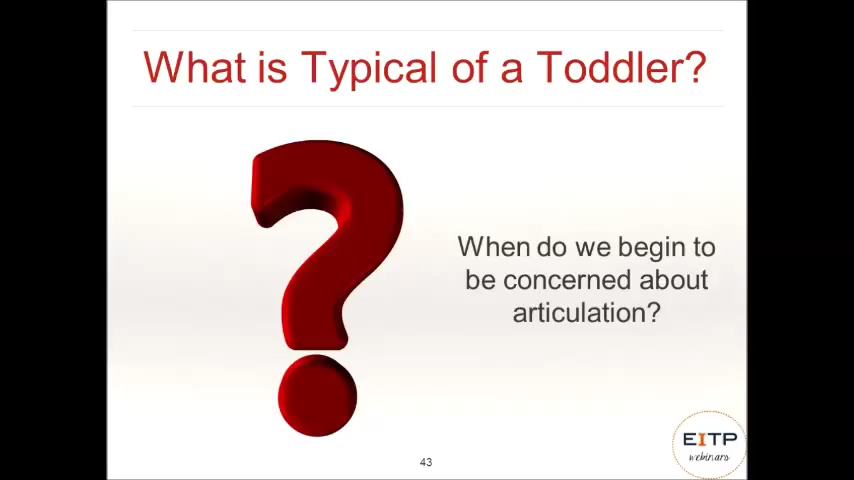 What is Typical of a Toddler?
When do we begin to
be concerned about
articulation?
EITP
webinars
43